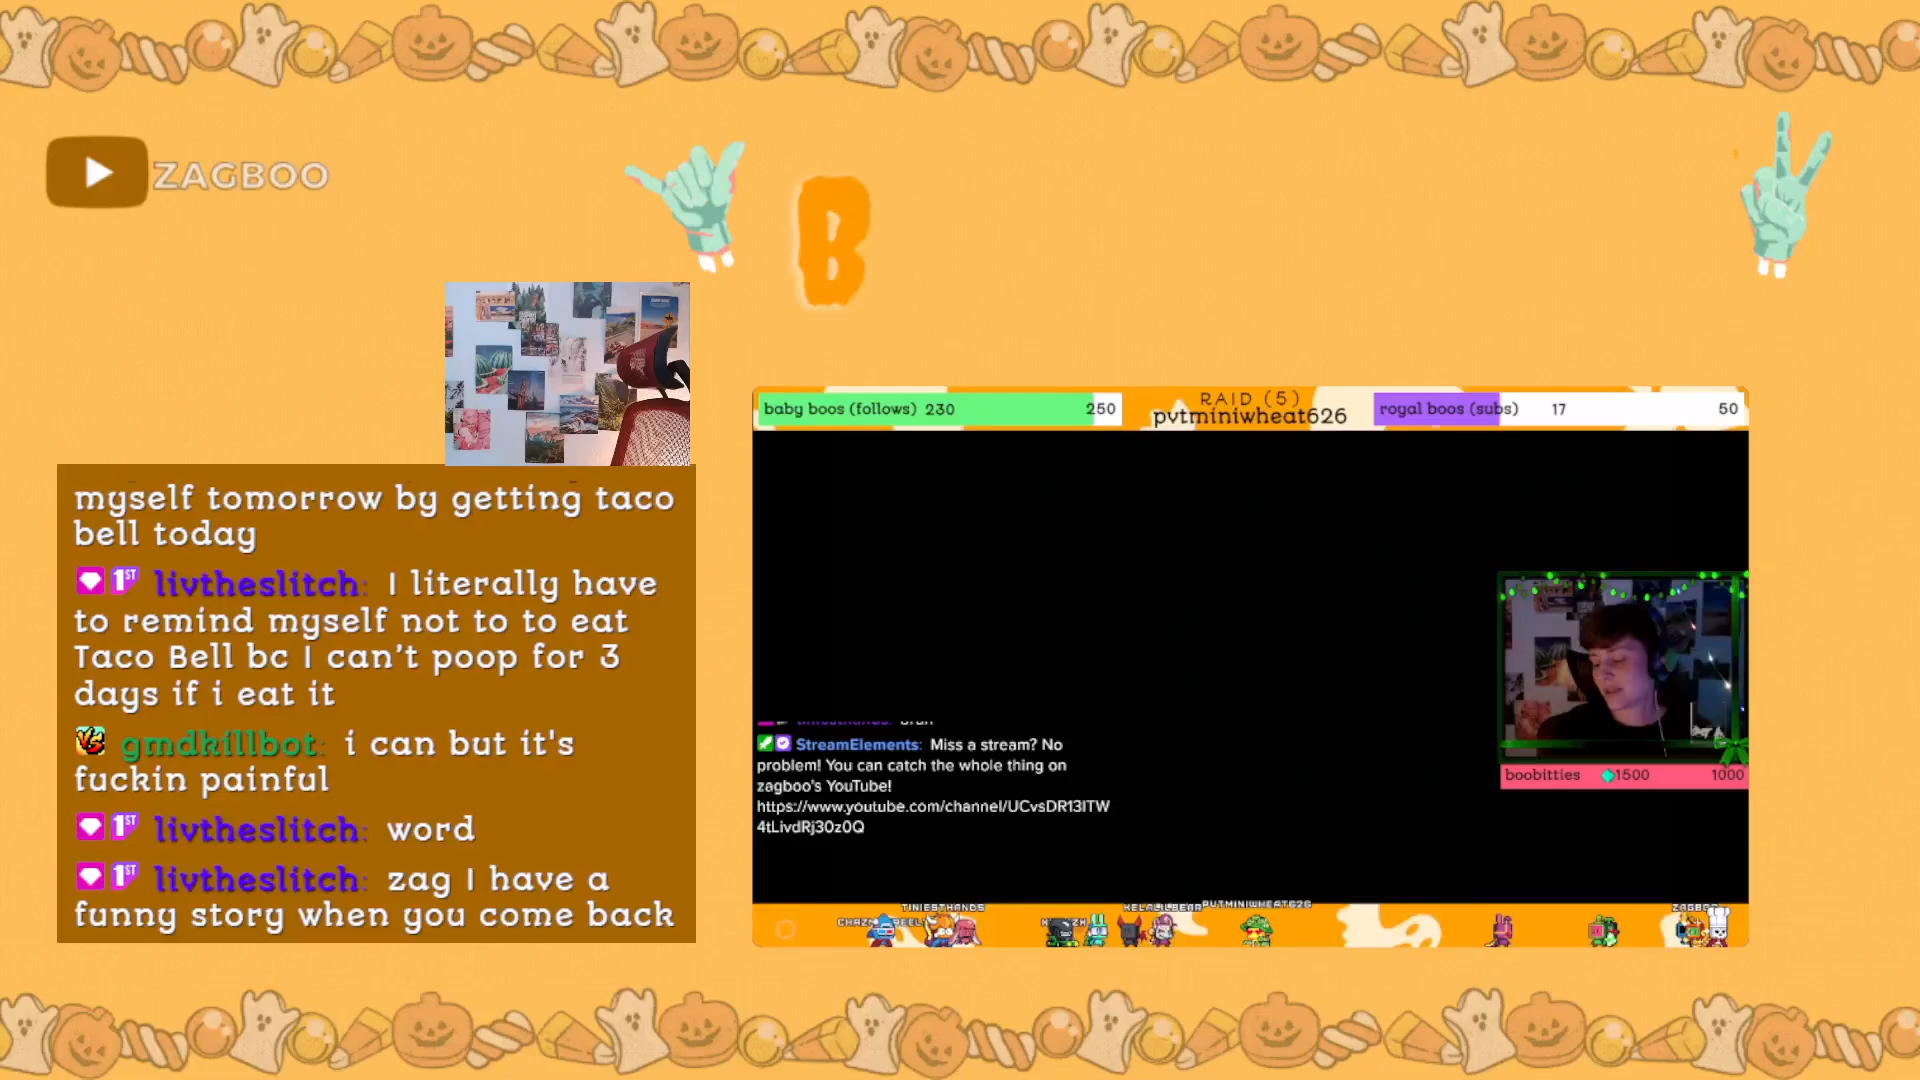 ZAGBOO
B
baby boos (follows) 230 250
RAID (5)
pvtminiwheat626
royal boos (subs) 17 50
myself tomorrow by getting taco
bell today
1ST livtheslitch: I literally have
to remind myself not to to eat
Taco Bell bc I can't poop for 3
days if i eat it
gmdkillbot: i can but it's
fuckin painful
1ST livtheslitch: word
1ST livtheslitch: zag I have a
funny story when you come back
StreamElements: Miss a stream? No
problem! You can catch the whole thing on
zagboo's YouTube!
https://www.youtube.com/channel/UCvsDR13ITW
4tLivdRj30z0Q
boobitties 1500 1000
TINIESTHANDS
KELALILBEAR
PVTMINIWHEAT626